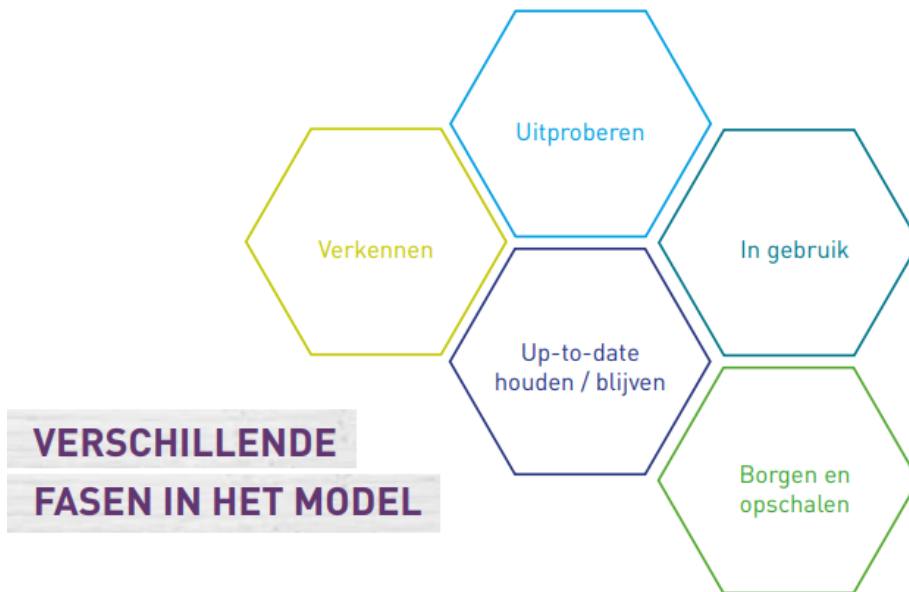 Uitproberen
Verkennen
In gebruik
Up-to-date
houden / blijven
Borgen en
opschalen
VERSCHILLENDE
FASEN IN HET MODEL